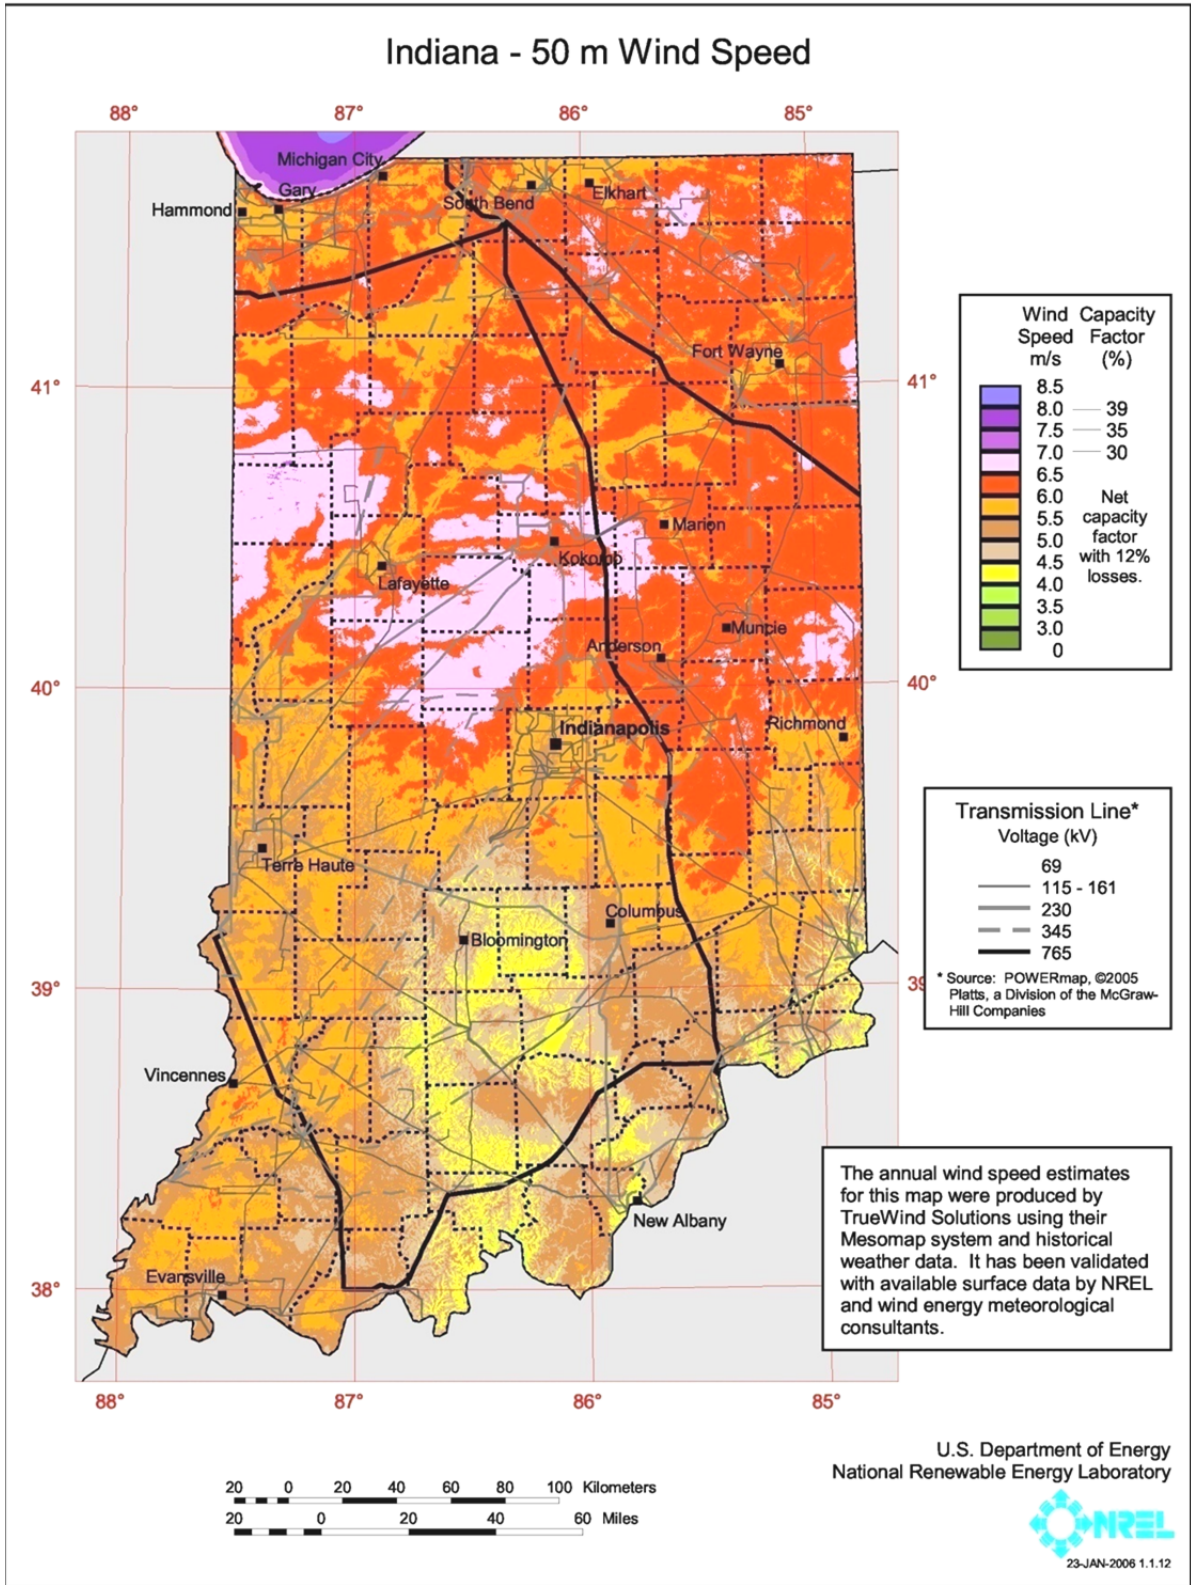 Indiana - 50 m Wind Speed
88° 87° 86° 85°
Michigan City
Gary
Hammond
South Bend
Elkhart
Fort Wayne
41° 41°
Marion
Kokomo
Lafayette
Muncie
Anderson
40° 40°
Richmond
Indianapolis
Terre Haute
Columbus
Bloomington
39° 39
Vincennes
New Albany
Evansville
38°
88° 87° 86° 85°
Wind Capacity
Speed Factor
m/s (%)
8.5
8.0 39
7.5 35
7.0 30
6.5
6.0
5.5
5.0
4.5
4.0
3.5
3.0
0
Net
capacity
factor
with 12%
losses.
Transmission Line*
Voltage (kV)
69
115 - 161
230
345
765
* Source: POWERmap, ©2005
Platts, a Division of the McGraw-
Hill Companies
The annual wind speed estimates
for this map were produced by
TrueWind Solutions using their
Mesomap system and historical
weather data. It has been validated
with available surface data by NREL
and wind energy meteorological
consultants.
U.S. Department of Energy
National Renewable Energy Laboratory
20 0 20 40 60 80 100 Kilometers
20 0 20 40 60 Miles
NREL
23-JAN-2006 1.1.12